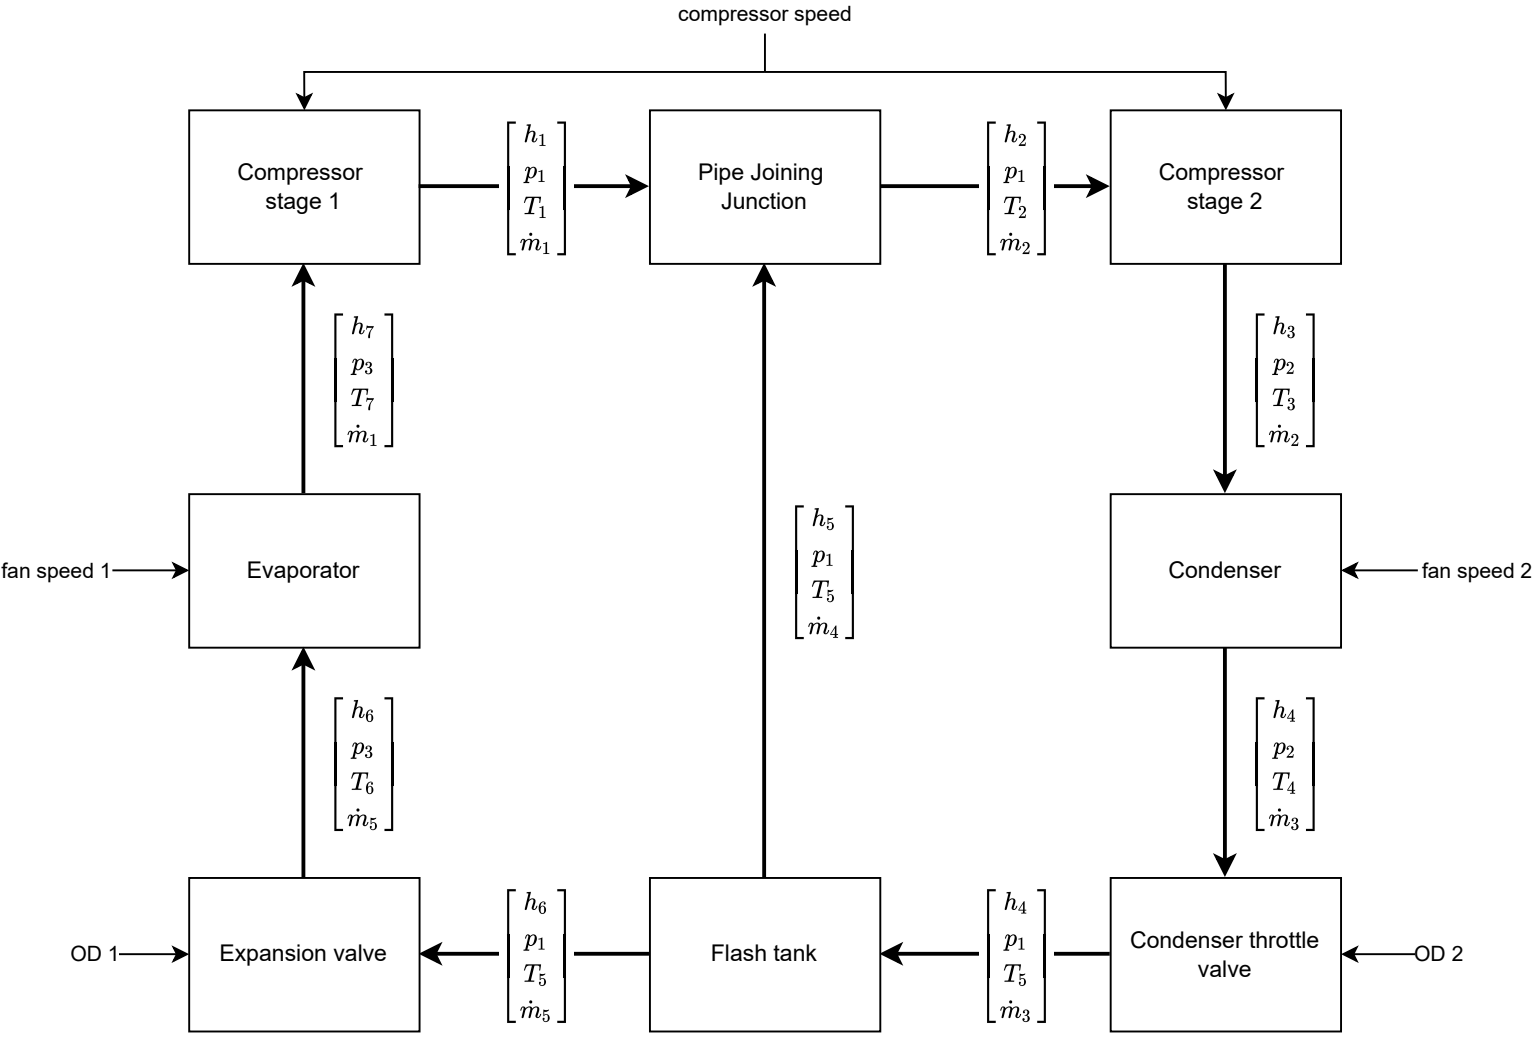 compressor speed
Compressor
stage 1
h₁
p₁
T₁
ṁ₁
Pipe Joining
Junction
h₂
p₁
T₂
ṁ₂
Compressor
stage 2
h₇
p₃
T₇
ṁ₁
h₃
p₂
T₃
ṁ₂
fan speed 1
Evaporator
h₅
p₁
T₅
ṁ₄
Condenser
fan speed 2
h₆
p₃
T₆
ṁ₅
h₄
p₂
T₄
ṁ₃
OD 1
Expansion valve
h₆
p₁
T₅
ṁ₅
Flash tank
h₄
p₁
T₅
ṁ₃
Condenser throttle
valve
OD 2